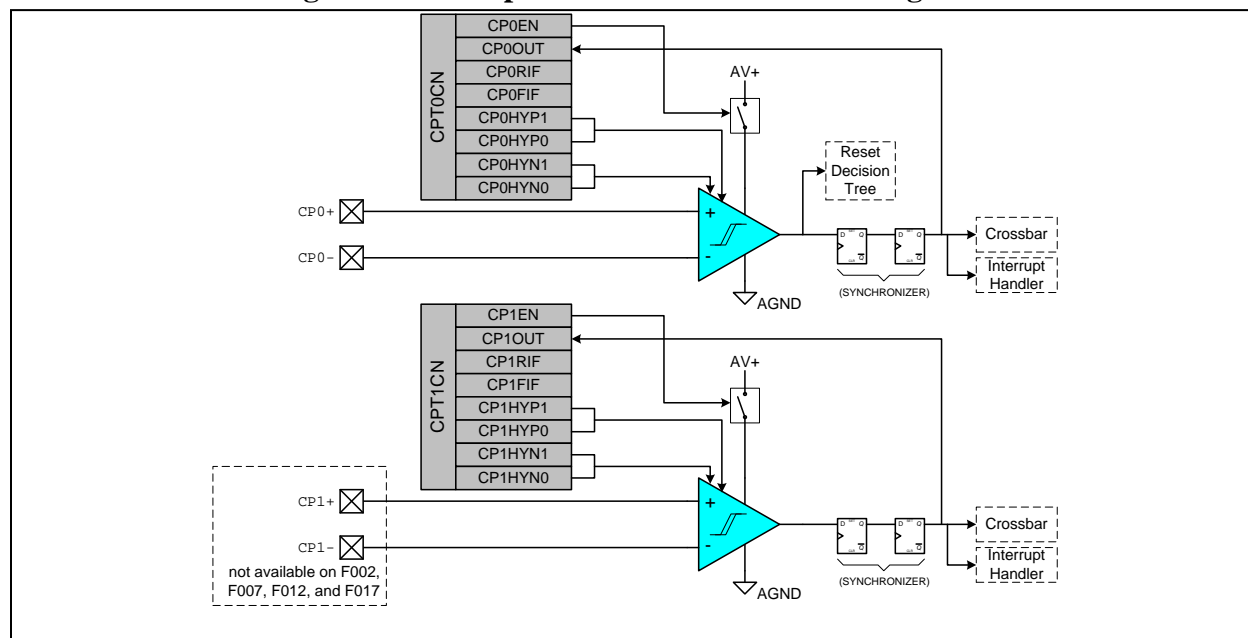 CP0EN
CP0OUT
CP0RIF
CP0FIF
CP0HYP1
CP0HYP0
CP0HYN1
CP0HYN0
CPT0CN
AV+
Reset
Decision
Tree
CP0+
CP0-
+
-
D Q
Q
D Q
Q
(SYNCHRONIZER)
Crossbar
Interrupt
Handler
AGND
CP1EN
CP1OUT
CP1RIF
CP1FIF
CP1HYP1
CP1HYP0
CP1HYN1
CP1HYN0
CPT1CN
AV+
CP1+
CP1-
not available on F002,
F007, F012, and F017
+
-
D Q
Q
D Q
Q
(SYNCHRONIZER)
Crossbar
Interrupt
Handler
AGND